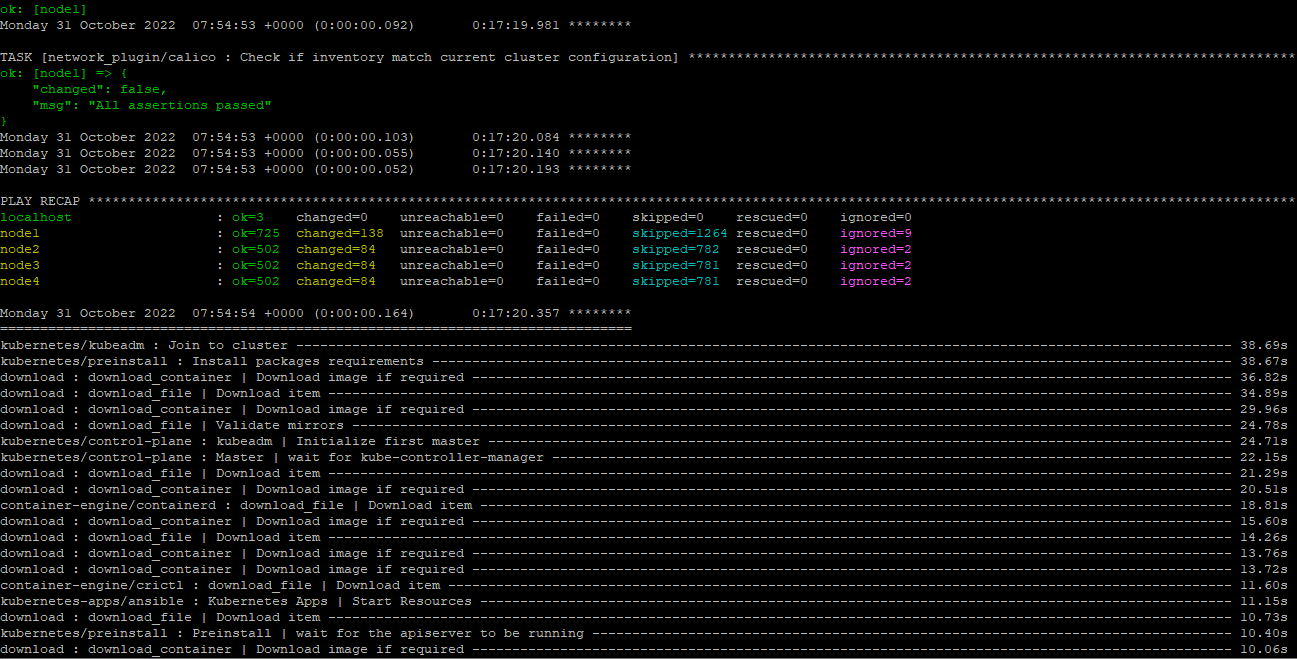 ok: [node1]
Monday 31 October 2022  07:54:53 +0000 (0:00:00.092)       0:17:19.981 ********
TASK [network_plugin/calico : Check if inventory match current cluster configuration] ****************************************************************************
ok: [node1] => {
    "changed": false,
    "msg": "All assertions passed"
}
Monday 31 October 2022  07:54:53 +0000 (0:00:00.103)       0:17:20.084 ********
Monday 31 October 2022  07:54:53 +0000 (0:00:00.055)       0:17:20.140 ********
Monday 31 October 2022  07:54:53 +0000 (0:00:00.052)       0:17:20.193 ********
PLAY RECAP *******************************************************************************************************************************************************
localhost                  : ok=3    changed=0    unreachable=0    failed=0    skipped=0    rescued=0    ignored=0
node1                      : ok=725  changed=138  unreachable=0    failed=0    skipped=1264 rescued=0    ignored=9
node2                      : ok=502  changed=84   unreachable=0    failed=0    skipped=782  rescued=0    ignored=2
node3                      : ok=502  changed=84   unreachable=0    failed=0    skipped=781  rescued=0    ignored=2
node4                      : ok=502  changed=84   unreachable=0    failed=0    skipped=781  rescued=0    ignored=2
Monday 31 October 2022  07:54:54 +0000 (0:00:00.164)       0:17:20.357 ********
===============================================================================
kubernetes/kubeadm : Join to cluster --------------------------------------------------------------------------------------------------------------------- 38.69s
kubernetes/preinstall : Install packages requirements ---------------------------------------------------------------------------------------------------- 38.67s
download : download_container | Download image if required ----------------------------------------------------------------------------------------------- 36.82s
download : download_file | Download item ----------------------------------------------------------------------------------------------------------------- 34.89s
download : download_container | Download image if required ----------------------------------------------------------------------------------------------- 29.96s
download : download_file | Validate mirrors -------------------------------------------------------------------------------------------------------------- 24.78s
kubernetes/control-plane : kubeadm | Initialize first master --------------------------------------------------------------------------------------------- 24.71s
kubernetes/control-plane : Master | wait for kube-controller-manager ------------------------------------------------------------------------------------- 22.15s
download : download_file | Download item ----------------------------------------------------------------------------------------------------------------- 21.29s
download : download_container | Download image if required ----------------------------------------------------------------------------------------------- 20.51s
container-engine/containerd : download_file | Download item ---------------------------------------------------------------------------------------------- 18.81s
download : download_container | Download image if required ----------------------------------------------------------------------------------------------- 15.60s
download : download_file | Download item ----------------------------------------------------------------------------------------------------------------- 14.26s
download : download_container | Download image if required ----------------------------------------------------------------------------------------------- 13.76s
download : download_container | Download image if required ----------------------------------------------------------------------------------------------- 13.72s
container-engine/crictl : download_file | Download item -------------------------------------------------------------------------------------------------- 11.60s
kubernetes-apps/ansible : Kubernetes Apps | Start Resources ---------------------------------------------------------------------------------------------- 11.15s
download : download_file | Download item ----------------------------------------------------------------------------------------------------------------- 10.73s
kubernetes/preinstall : Preinstall | wait for the apiserver to be running -------------------------------------------------------------------------------- 10.40s
download : download_container | Download image if required ----------------------------------------------------------------------------------------------- 10.06s